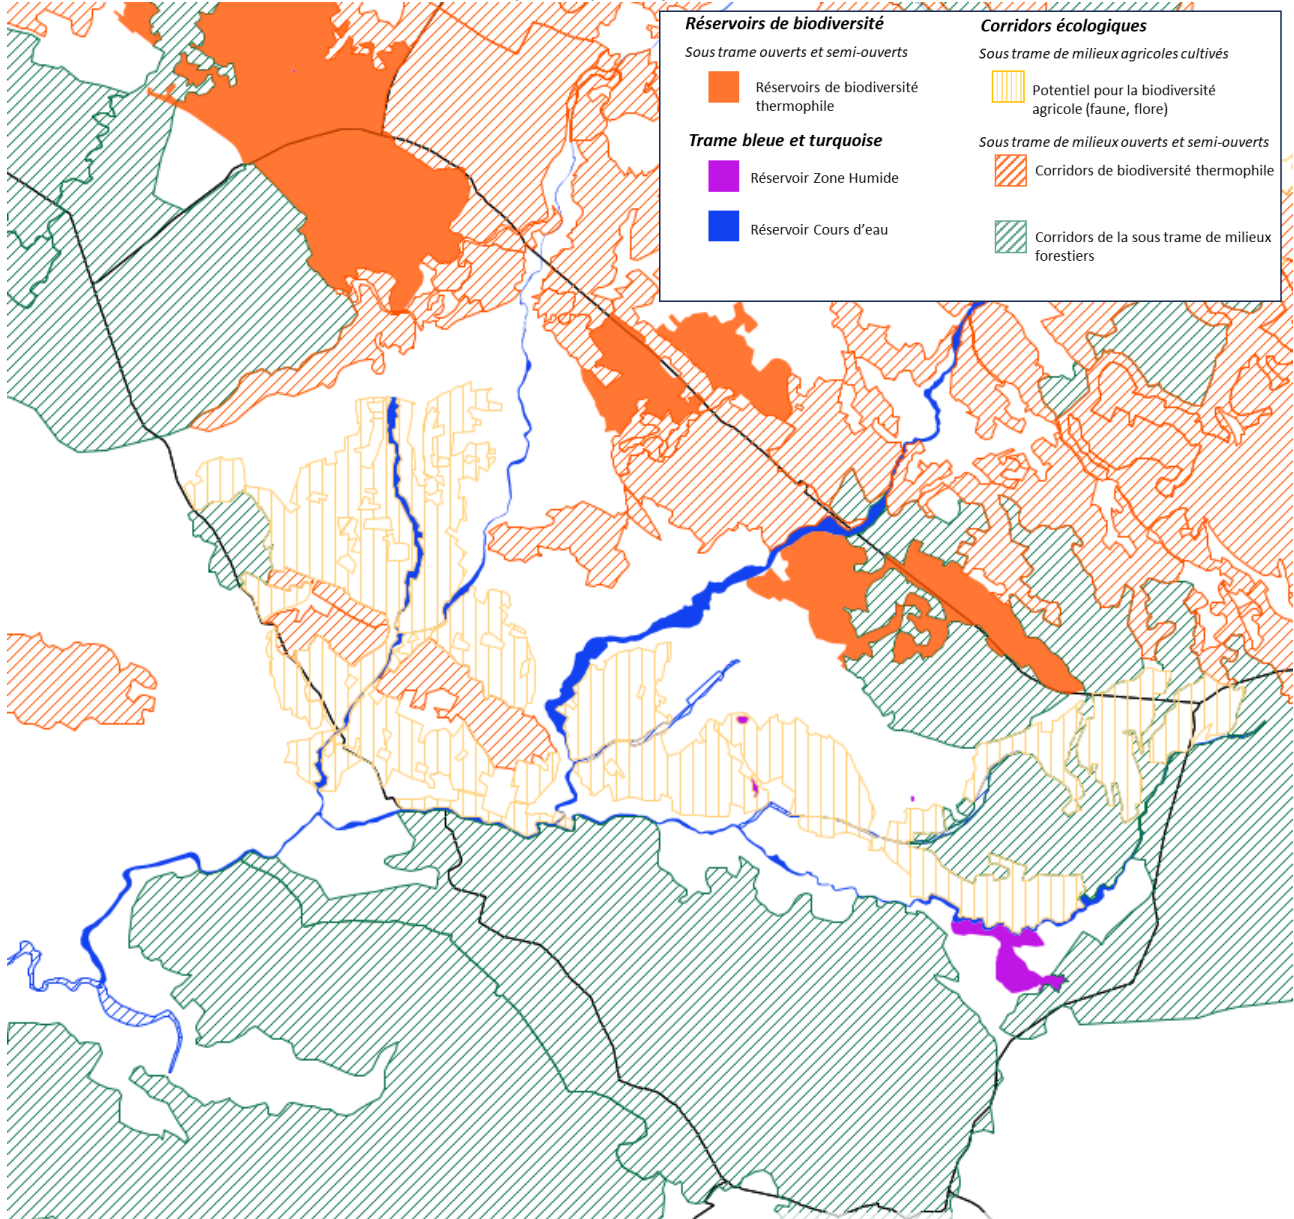 Réservoirs de biodiversité
Sous trame ouverts et semi-ouverts
Réservoirs de biodiversité
thermophile
Trame bleue et turquoise
Réservoir Zone Humide
Réservoir Cours d'eau
Corridors écologiques
Sous trame de milieux agricoles cultivés
Potentiel pour la biodiversité
agricole (faune, flore)
Sous trame de milieux ouverts et semi-ouverts
Corridors de biodiversité thermophile
Corridors de la sous trame de milieux
forestiers